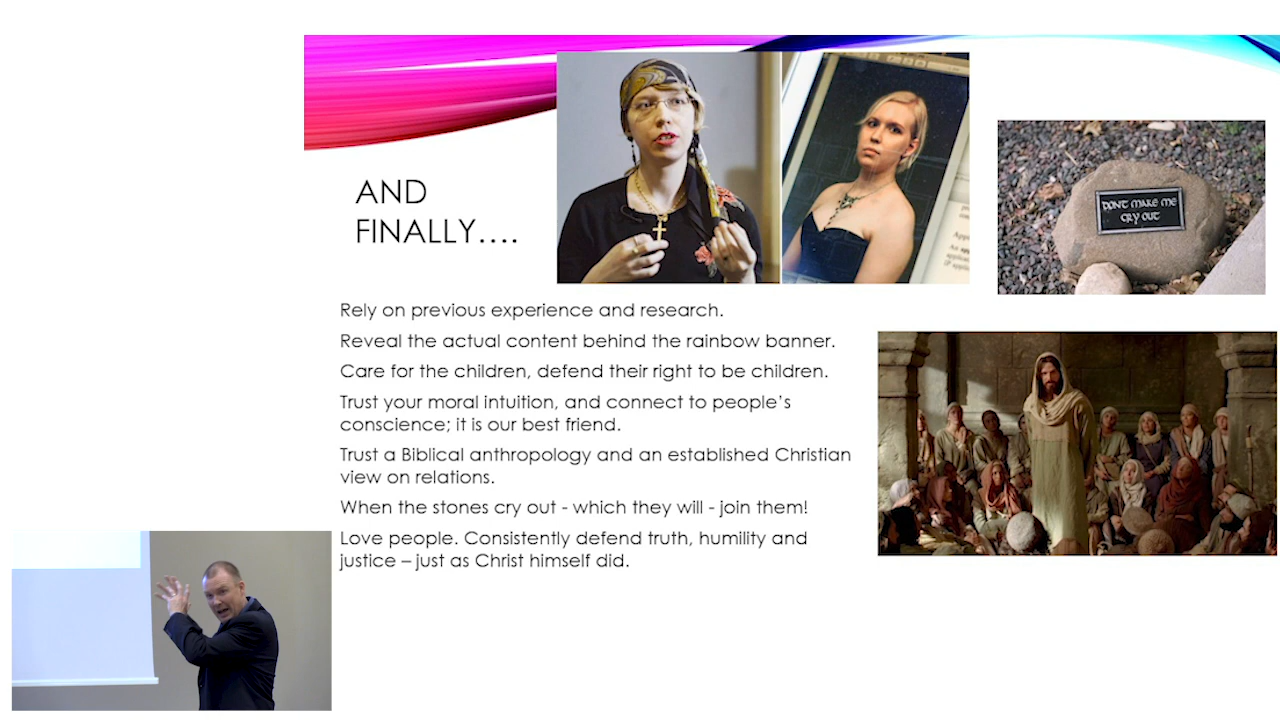 AND
FINALLY....
DON'T MAKE ME
CRY OUT
Rely on previous experience and research.
Reveal the actual content behind the rainbow banner.
Care for the children, defend their right to be children.
Trust your moral intuition, and connect to people’s
conscience; it is our best friend.
Trust a Biblical anthropology and an established Christian
view on relations.
When the stones cry out - which they will - join them!
Love people. Consistently defend truth, humility and
justice – just as Christ himself did.